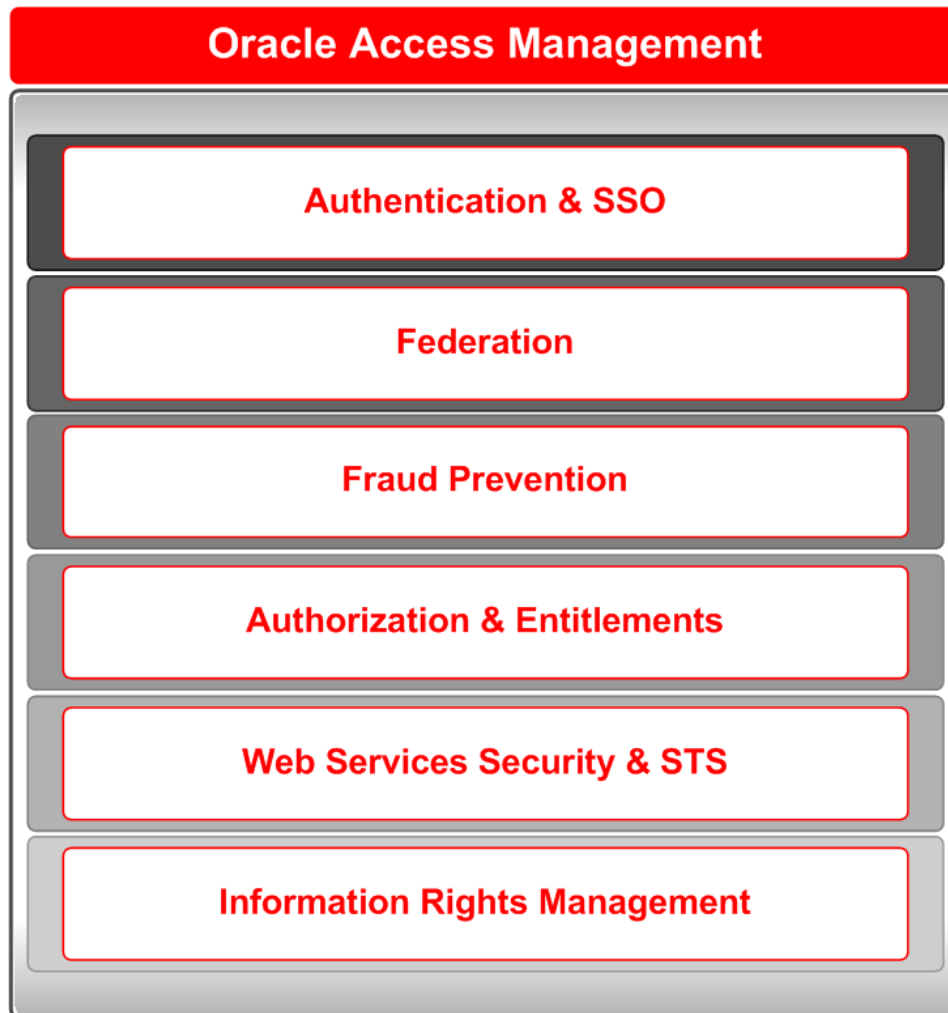 Oracle Access Management
Authentication & SSO
Federation
Fraud Prevention
Authorization & Entitlements
Web Services Security & STS
Information Rights Management